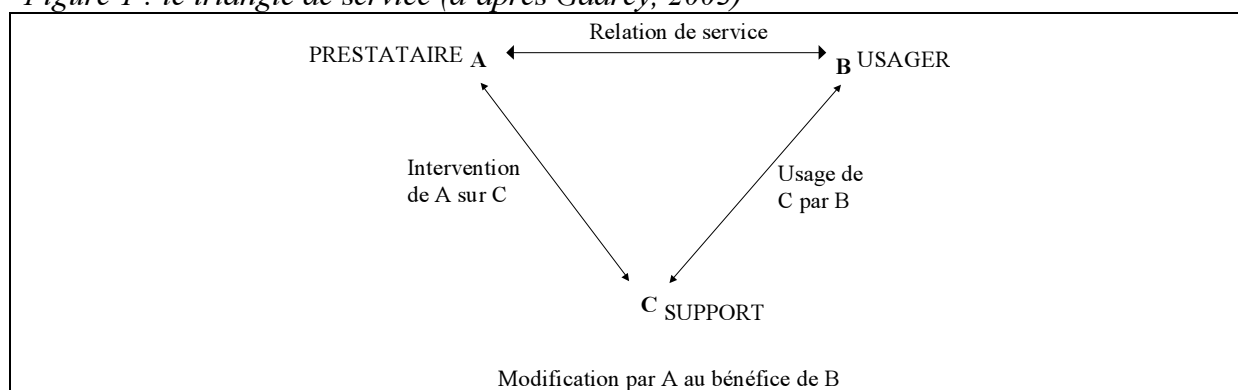 Figure 1 : le triangle de service (d'après Gadrey, 2003)
Relation de service
PRESTATAIRE A
B USAGER
Intervention
de A sur C
Usage de
C par B
C SUPPORT
Modification par A au bénéfice de B